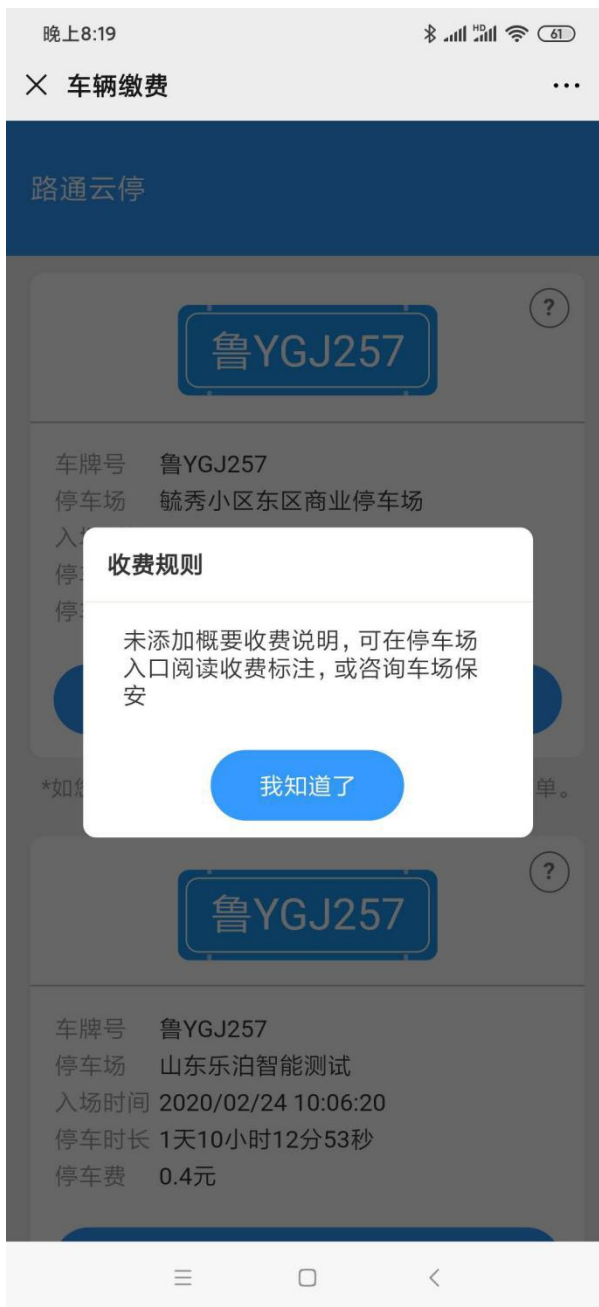 晚上8:19
HD
61
车辆缴费
路通云停
?
鲁YGJ257
车牌号 鲁YGJ257
停车场 毓秀小区东区商业停车场
入
停
停
收费规则
未添加概要收费说明，可在停车场
入口阅读收费标注，或咨询车场保
安
我知道了
*如 单。
?
鲁YGJ257
车牌号 鲁YGJ257
停车场 山东乐泊智能测试
入场时间 2020/02/24 10:06:20
停车时长 1天10小时12分53秒
停车费 0.4元